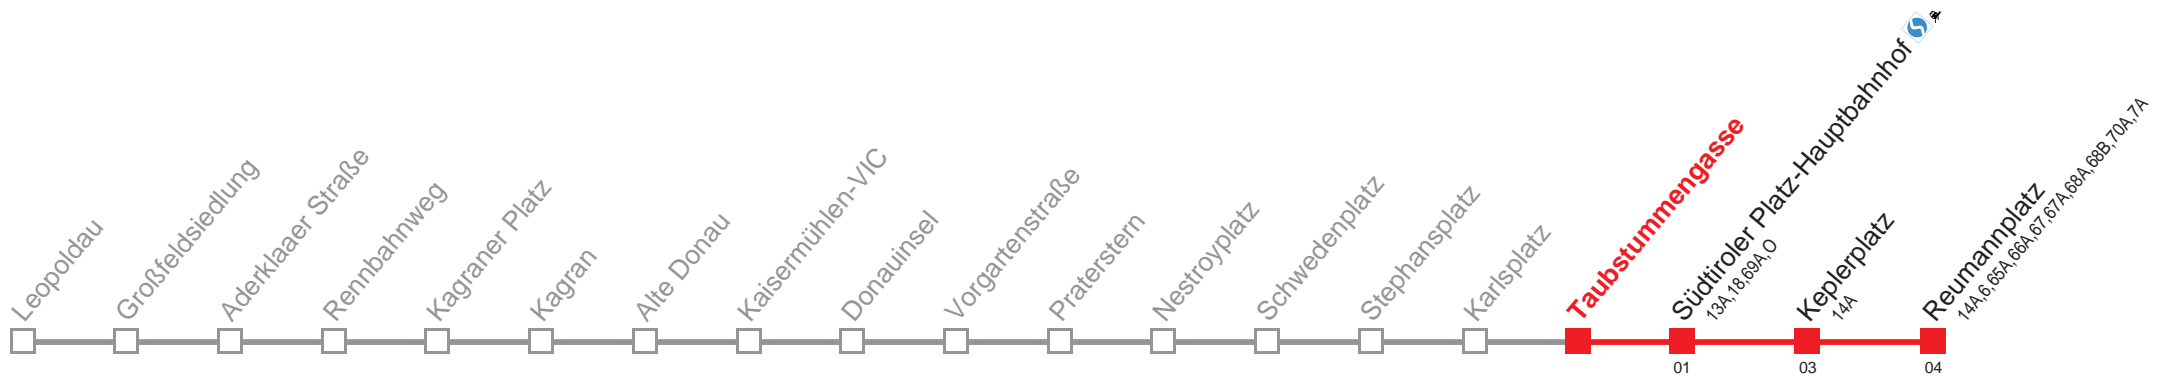 Leopoldau
Großfeldsiedlung
Aderklaaer Straße
Rennbahnweg
Kagraner Platz
Kagran
Alte Donau
Kaisermühlen-VIC
Donauinsel
Vorgartenstraße
Praterstern
Nestroyplatz
Schwedenplatz
Stephansplatz
Karlsplatz
Taubstummengasse
Südtiroler Platz-Hauptbahnhof
13A,18,69A,O
Keplerplatz
14A
Reumannplatz
14A,6,65A,66A,67,67A,68A,68B,70A,7A
01
03
04